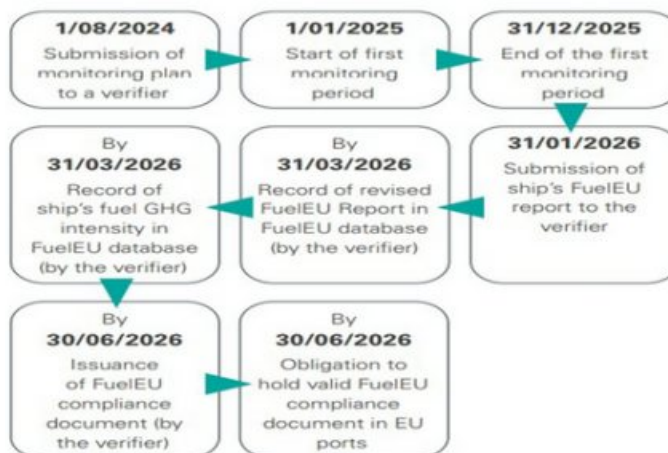 1/08/2024
Submission of
monitoring plan
to a verifier
1/01/2025
Start of first
monitoring
period
31/12/2025
End of the first
monitoring
period
31/01/2026
Submission of
ship's FuelEU
report to the
verifier
By
31/03/2026
Record of revised
FuelEU Report in
FuelEU database
(by the verifier)
By
31/03/2026
Record of
ship's fuel GHG
intensity in
FuelEU database
(by the verifier)
By
30/06/2026
Issuance
of FuelEU
compliance
document (by
the verifier)
By
30/06/2026
Obligation to
hold valid FuelEU
compliance
document in EU
ports